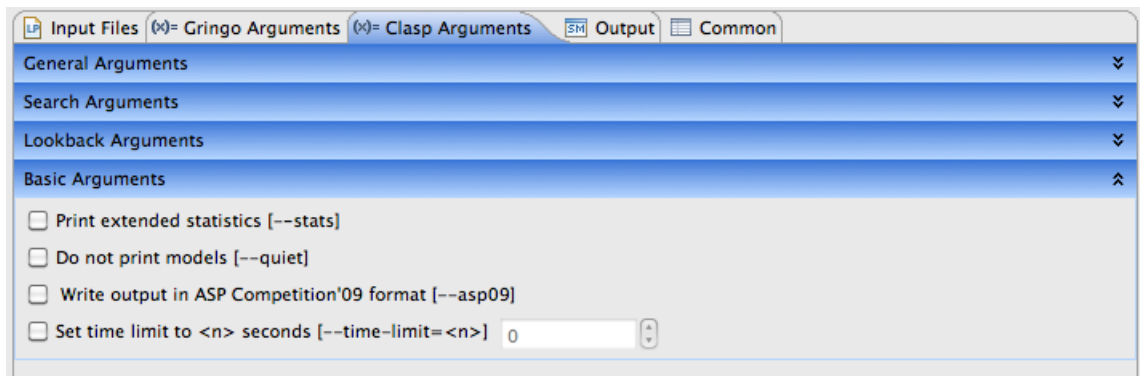 LP Input Files (x)= Gringo Arguments (x)= Clasp Arguments SM Output Common
General Arguments
Search Arguments
Lookback Arguments
Basic Arguments
Print extended statistics [--stats]
Do not print models [--quiet]
Write output in ASP Competition'09 format [--asp09]
Set time limit to <n> seconds [--time-limit=<n>] 0